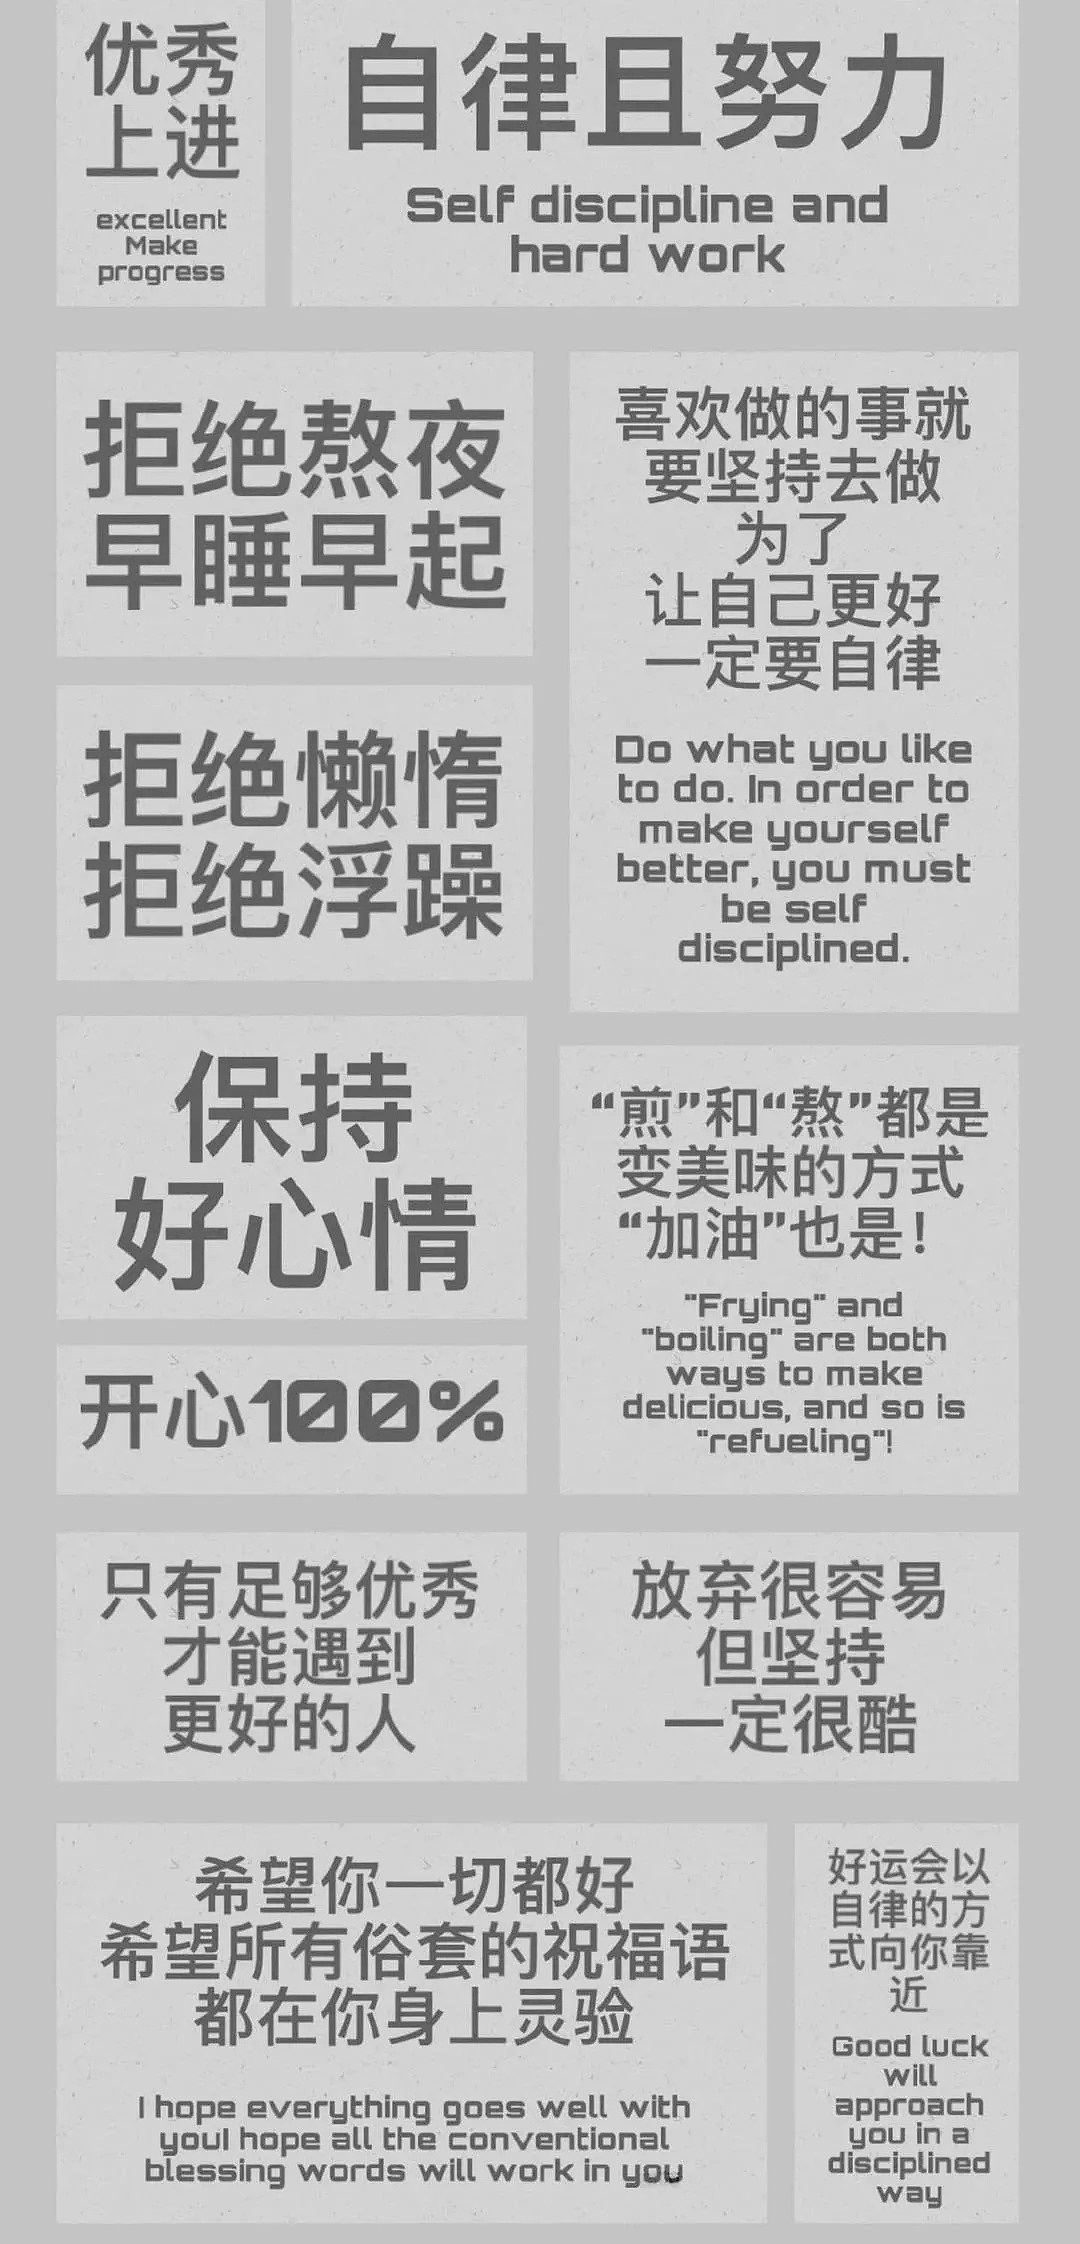 优秀
上进
excellent
Make
progress
自律且努力
Self discipline and
hard work
拒绝熬夜
早睡早起
喜欢做的事就
要坚持去做
为了
让自己更好
一定要自律
Do what you like
to do. In order to
make yourself
better, you must
be self
disciplined.
拒绝懒惰
拒绝浮躁
保持
好心情
“煎”和“熬”都是
变美味的方式
“加油”也是！
"Frying" and
"boiling" are both
ways to make
delicious, and so is
"refueling"!
开心100%
只有足够优秀
才能遇到
更好的人
放弃很容易
但坚持
一定很酷
希望你一切都好
希望所有俗套的祝福语
都在你身上灵验
I hope everything goes well with
youI hope all the conventional
blessing words will work in you
好运会以
自律的方
式向你靠
近
Good luck
will
approach
you in a
disciplined
way